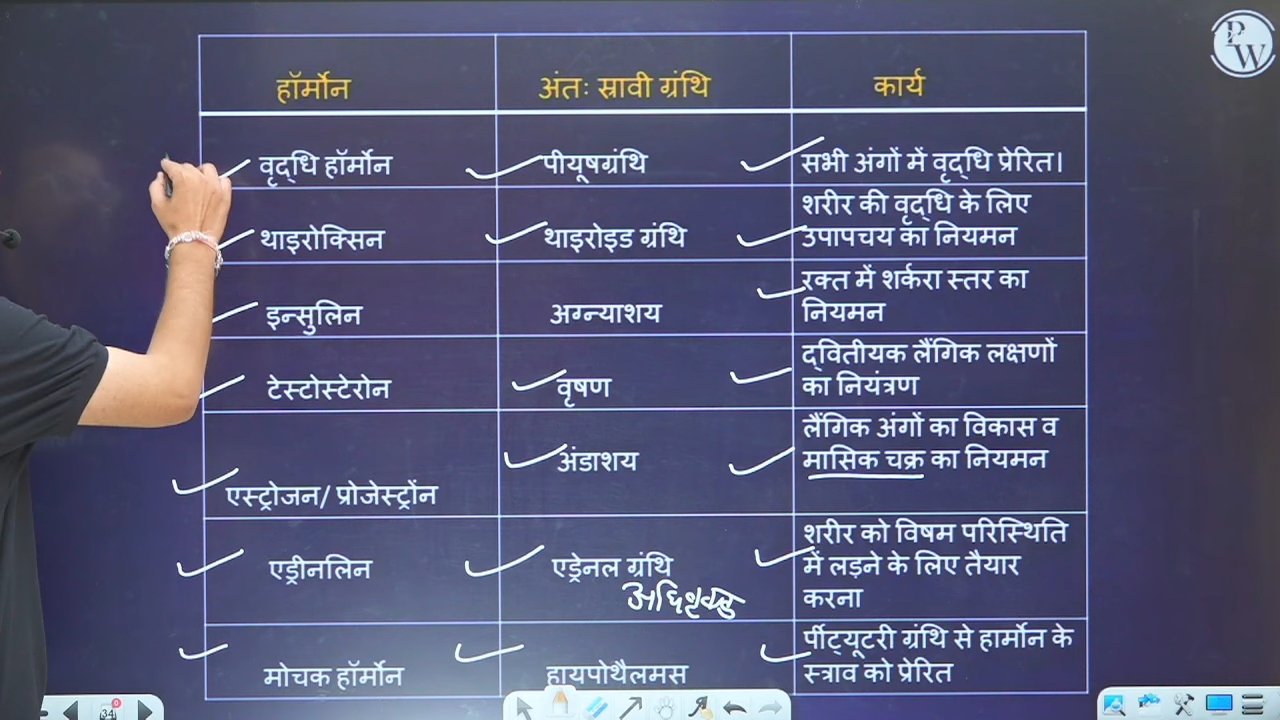 PW
हॉर्मोन
अंतः स्रावी ग्रंथि
कार्य
वृद्धि हॉर्मोन
पीयूषग्रंथि
सभी अंगों में वृद्धि प्रेरित।
थाइरोक्सिन
थाइरोइड ग्रंथि
शरीर की वृद्धि के लिए
उपापचय का नियमन
इन्सुलिन
अग्न्याशय
रक्त में शर्करा स्तर का
नियमन
टेस्टोस्टेरोन
वृषण
द्वितीयक लैंगिक लक्षणों
का नियंत्रण
एस्ट्रोजन/ प्रोजेस्ट्रोंन
अंडाशय
लैंगिक अंगों का विकास व
मासिक चक्र का नियमन
एड्रीनलिन
एड्रेनल ग्रंथि
शरीर को विषम परिस्थिति
में लड़ने के लिए तैयार
करना
मोचक हॉर्मोन
हायपोथैलमस
र्पीट्यूटरी ग्रंथि से हार्मोन के
स्त्राव को प्रेरित
34